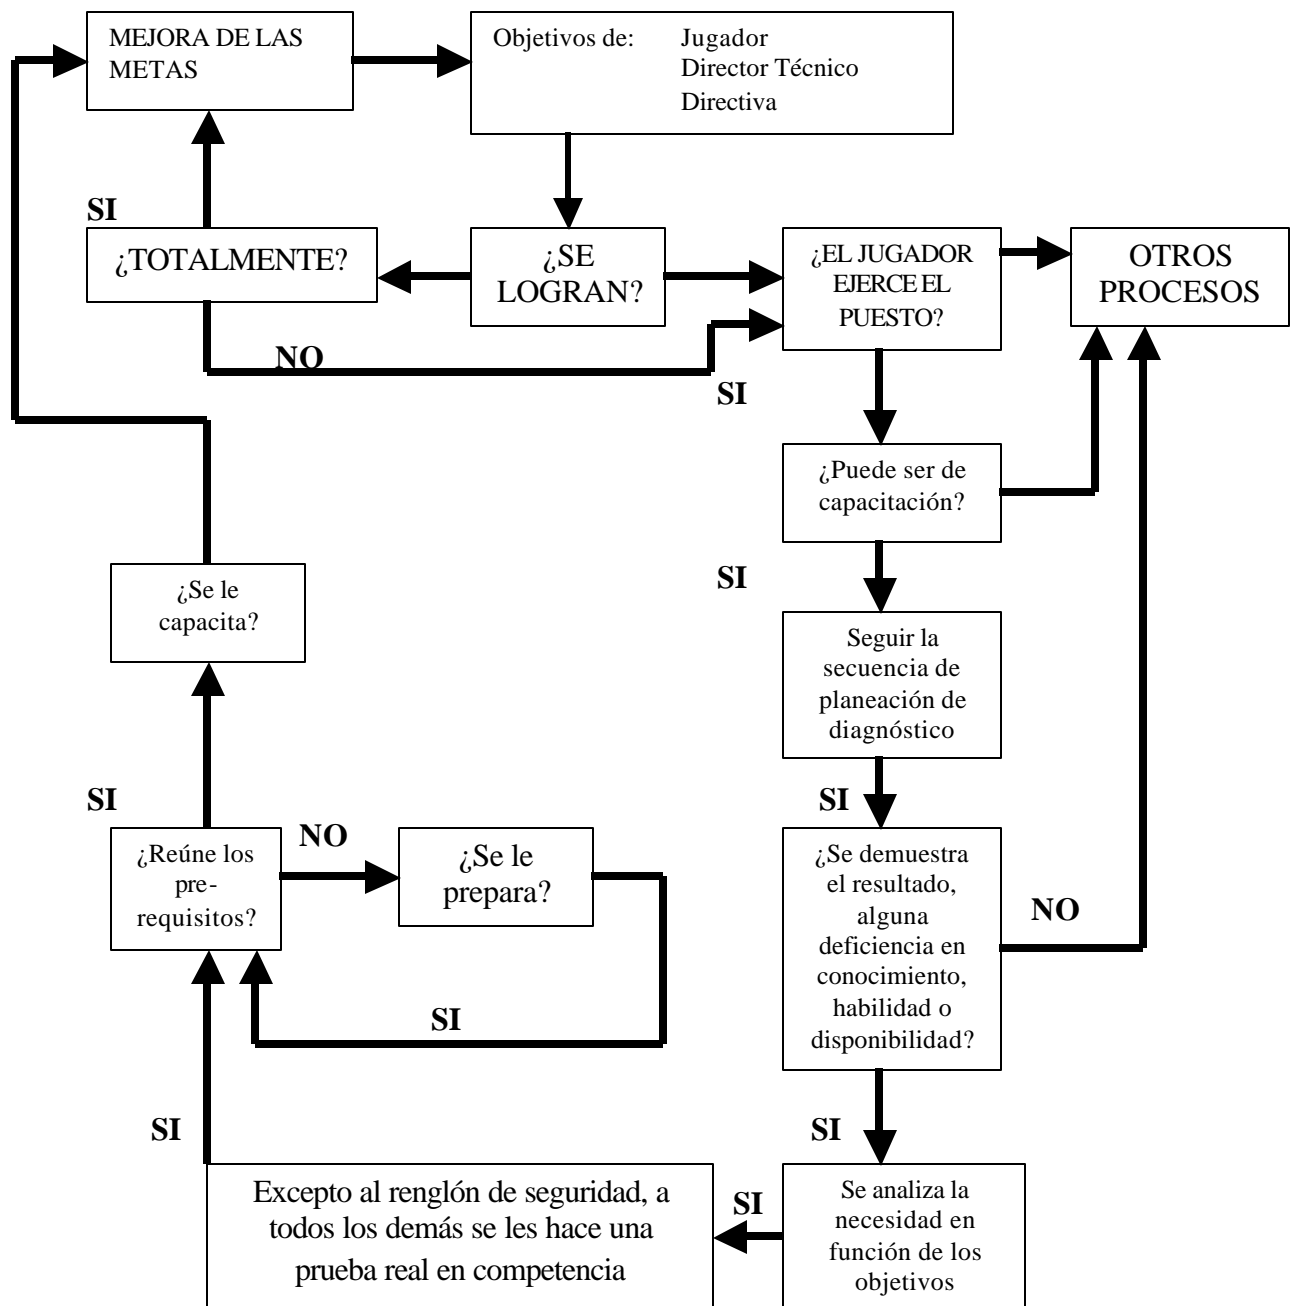 MEJORA DE LAS
METAS
Objetivos de: Jugador
Director Técnico
Directiva
SI
¿TOTALMENTE?
¿SE
LOGRAN?
¿EL JUGADOR
EJERCE EL
PUESTO?
OTROS
PROCESOS
NO
SI
¿Puede ser de
capacitación?
SI
¿Se le
capacita?
Seguir la
secuencia de
planeación de
diagnóstico
SI
SI
¿Reúne los
pre-
requisitos?
NO
¿Se le
prepara?
¿Se demuestra
el resultado,
alguna
deficiencia en
conocimiento,
habilidad o
disponibilidad?
NO
SI
SI
SI
Excepto al renglón de seguridad, a
todos los demás se les hace una
prueba real en competencia
SI
Se analiza la
necesidad en
función de los
objetivos